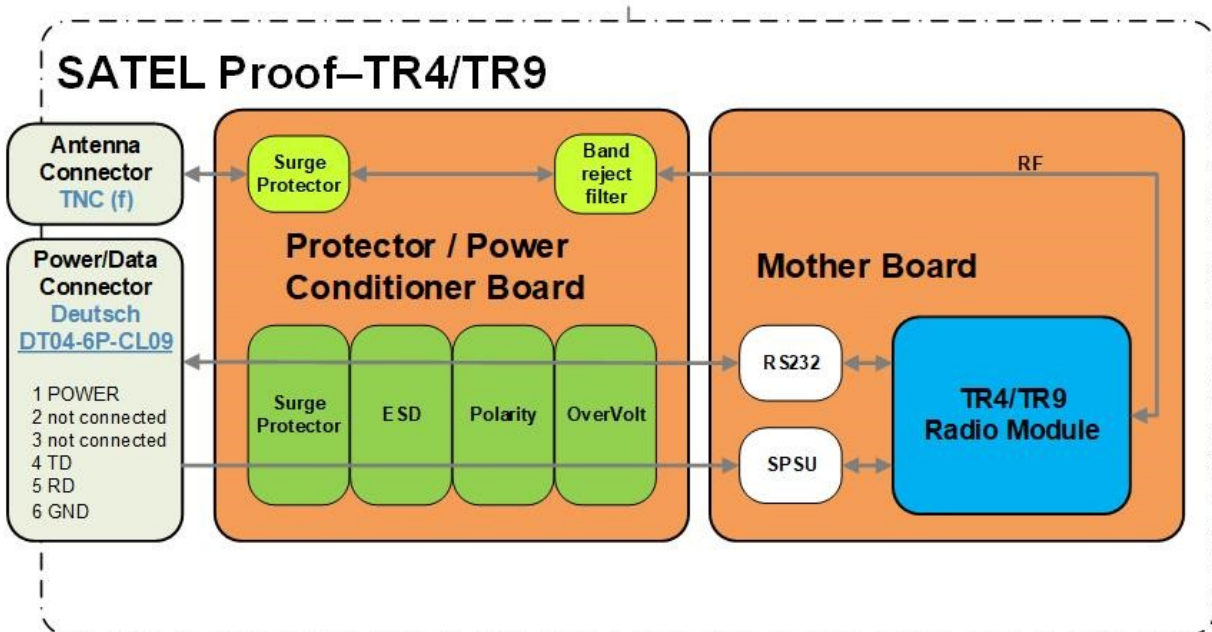 SATEL Proof–TR4/TR9
Antenna
Connector
TNC (f)
Power/Data
Connector
Deutsch
DT04-6P-CL09
1 POWER
2 not connected
3 not connected
4 TD
5 RD
6 GND
Surge
Protector
Band
reject
filter
Protector / Power
Conditioner Board
Surge
Protector
ESD
Polarity
OverVolt
RF
Mother Board
RS232
SPSU
TR4/TR9
Radio Module